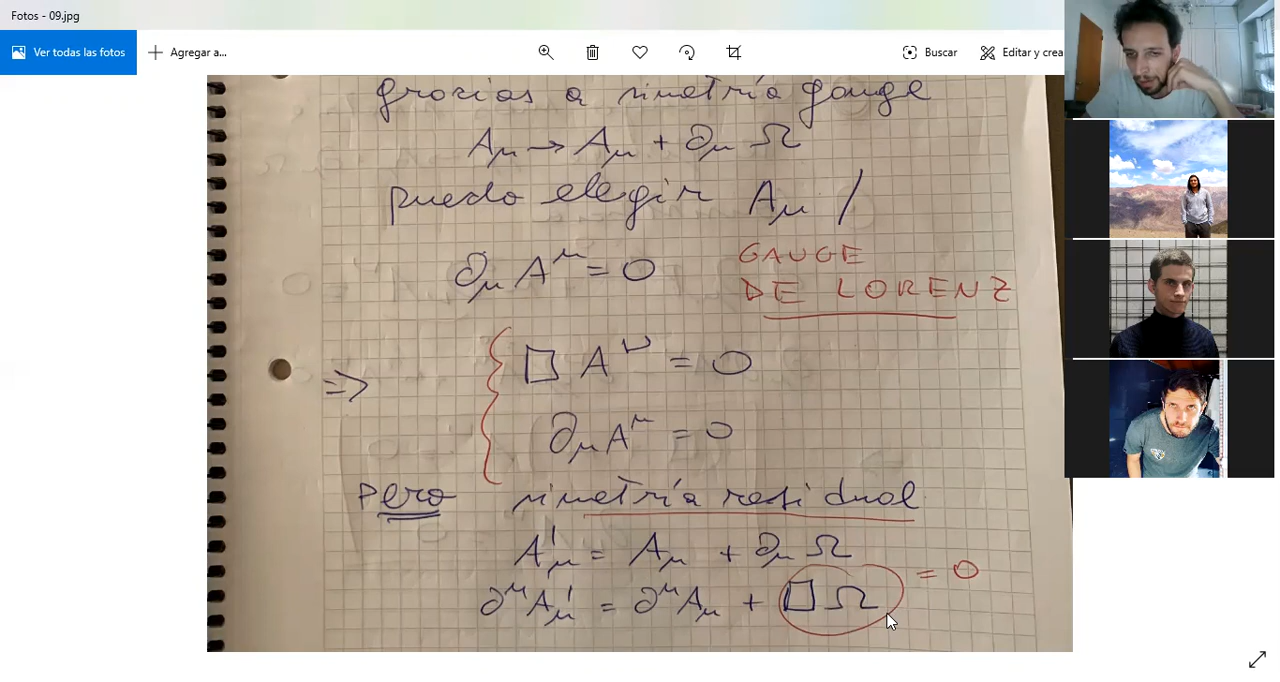 Fotos - 09.jpg
Ver todas las fotos
Agregar a...
Buscar
Editar y crea
gracias a simetría gauge
Aμ → Aμ + ∂μ Ω
puedo elegir Aμ /
∂μ A^μ = 0
GAUGE
DE LORENZ
⇒ { □ A^ν = 0
∂μ A^μ = 0
Pero simetría residual
A'μ = Aμ + ∂μ Ω
∂^μ A'μ = ∂^μ Aμ + □ Ω = 0